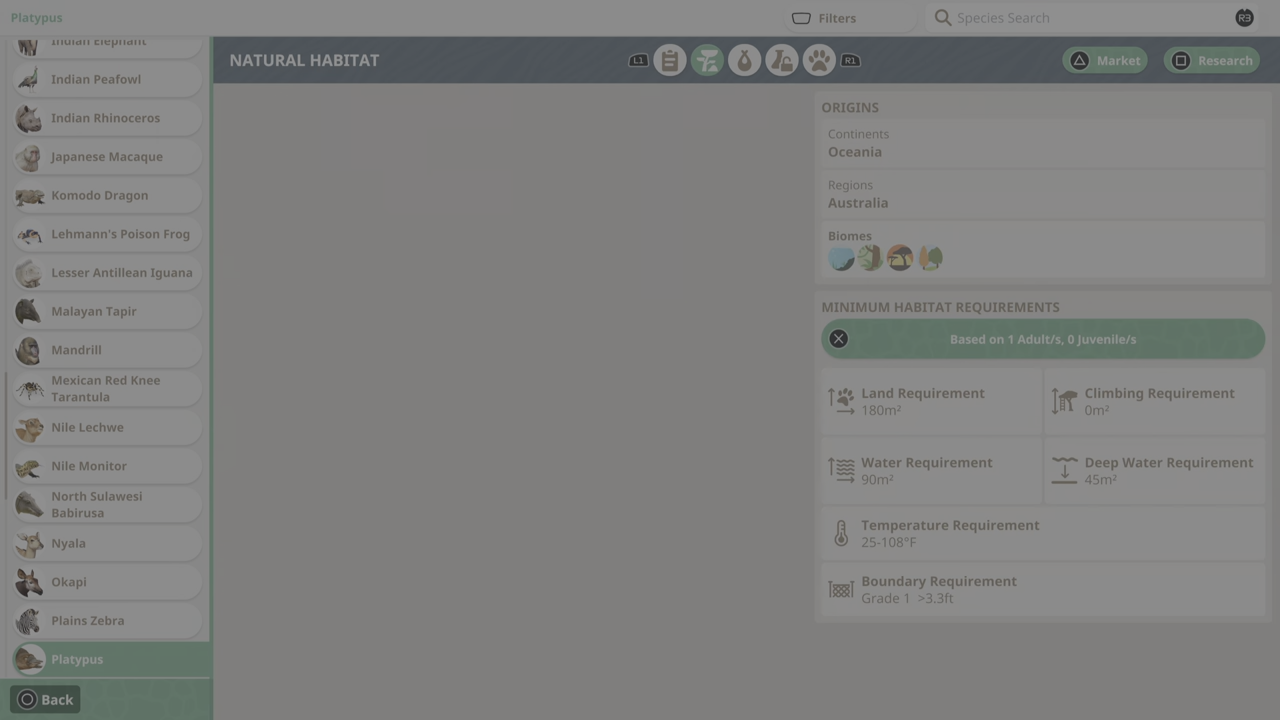 Platypus
Filters
Species Search
R3
Indian Elephant
Indian Peafowl
Indian Rhinoceros
Japanese Macaque
Komodo Dragon
Lehmann's Poison Frog
Lesser Antillean Iguana
Malayan Tapir
Mandrill
Mexican Red Knee
Tarantula
Nile Lechwe
Nile Monitor
North Sulawesi
Babirusa
Nyala
Okapi
Plains Zebra
Platypus
Back
NATURAL HABITAT
L1
R1
Market
Research
ORIGINS
Continents
Oceania
Regions
Australia
Biomes
MINIMUM HABITAT REQUIREMENTS
Based on 1 Adult/s, 0 Juvenile/s
Land Requirement
180m²
Climbing Requirement
0m²
Water Requirement
90m²
Deep Water Requirement
45m²
Temperature Requirement
25-108°F
Boundary Requirement
Grade 1 >3.3ft